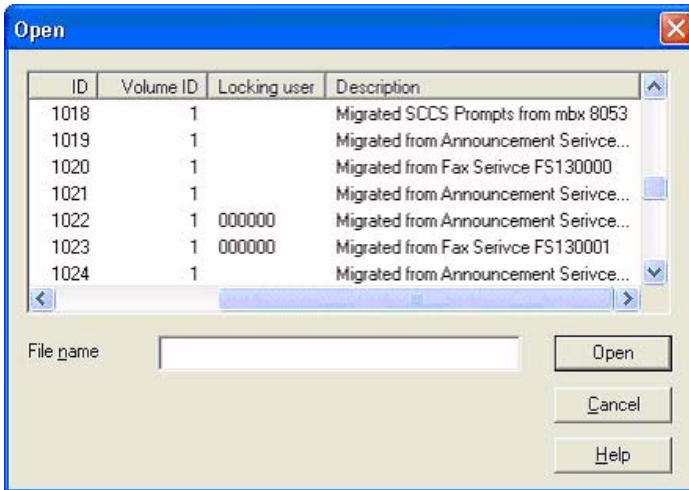 Open
ID Volume ID Locking user Description
1018 1 Migrated SCCS Prompts from mbx 8053
1019 1 Migrated from Announcement Serivce...
1020 1 Migrated from Fax Serivce FS130000
1021 1 Migrated from Announcement Serivce...
1022 1 000000 Migrated from Announcement Serivce...
1023 1 000000 Migrated from Fax Serivce FS130001
1024 1 Migrated from Announcement Serivce...
File name
Open
Cancel
Help